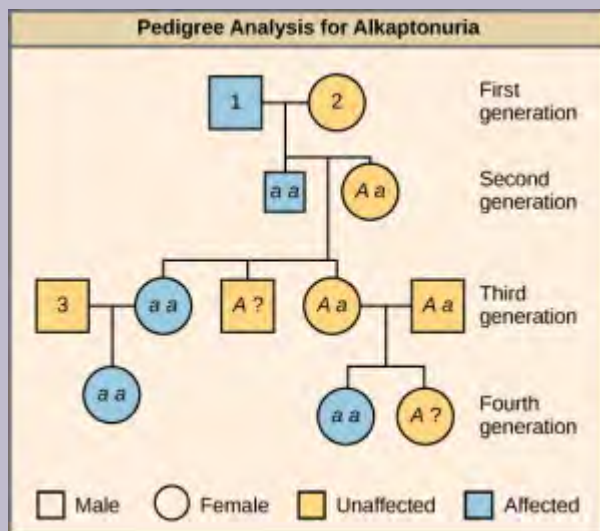 Pedigree Analysis for Alkaptonuria
1 2 First
generation
a a A a Second
generation
3 a a A ? A a A a Third
generation
a a a a A ? Fourth
generation
Male Female Unaffected Affected